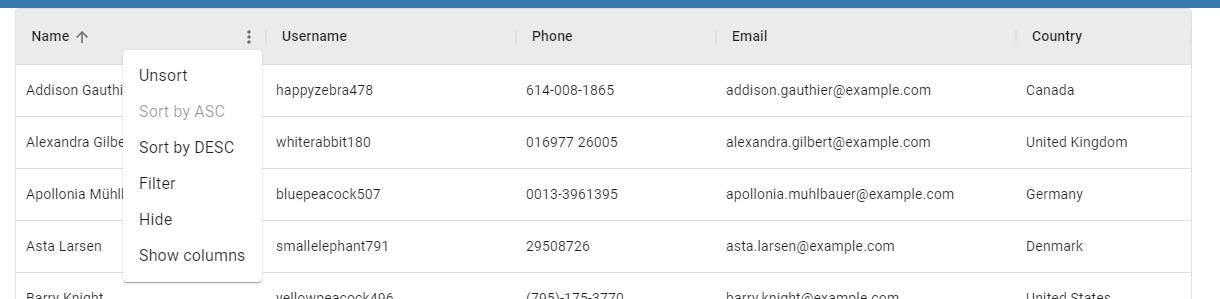 Name Username Phone Email Country
Unsort
Addison Gauthi happyzebra478 614-008-1865 addison.gauthier@example.com Canada
Sort by ASC
Alexandra Gilbe Sort by DESC whiterabbit180 016977 26005 alexandra.gilbert@example.com United Kingdom
Filter
Apollonia Mühl bluepeacock507 0013-3961395 apollonia.muhlbauer@example.com Germany
Hide
Asta Larsen Show columns smallelephant791 29508726 asta.larsen@example.com Denmark
Barry Knight yellowpeacock496 (795)-175-3770 barry.knight@example.com United States